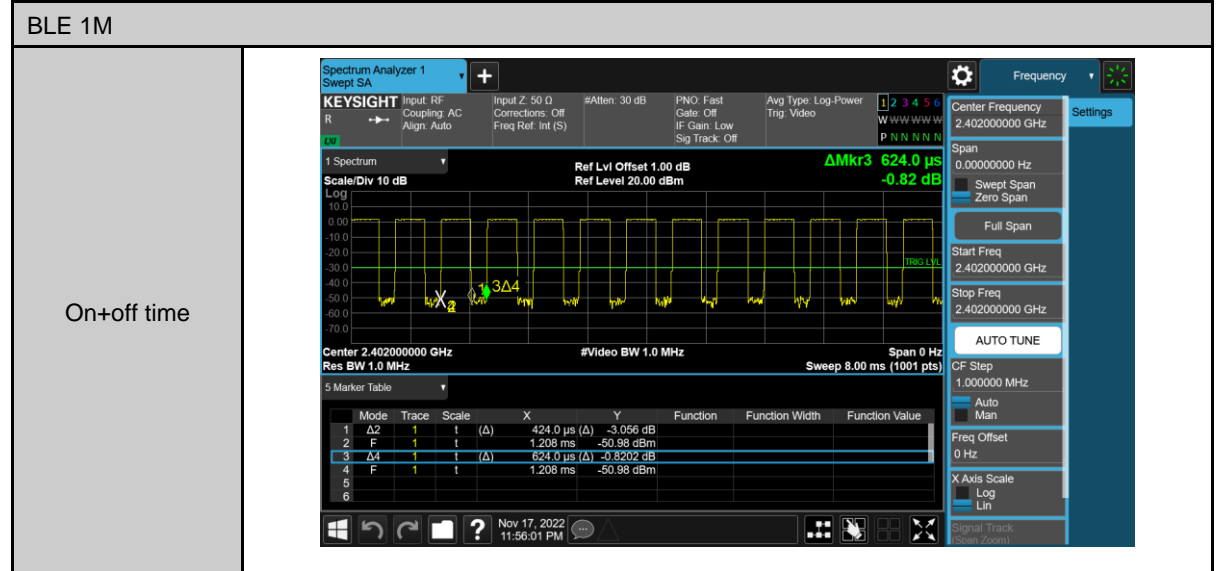 BLE 1M
On+off time
Spectrum Analyzer 1
Swept SA
Frequency
KEYSIGHT
R
LXI
Input: RF
Coupling: AC
Align: Auto
Input Z: 50 Ω
Corrections: Off
Freq Ref: Int (S)
#Atten: 30 dB
PNO: Fast
Gate: Off
IF Gain: Low
Sig Track: Off
Avg Type: Log-Power
Trig: Video
1 2 3 4 5 6
W W W W W W
P N N N N N
1 Spectrum
Scale/Div 10 dB
Ref Lvl Offset 1.00 dB
Ref Level 20.00 dBm
ΔMkr3 624.0 µs
-0.82 dB
Log
10.0
0.00
-10.0
-20.0
-30.0
-40.0
-50.0
-60.0
-70.0
TRIG LVL
3Δ4
Center 2.402000000 GHz
#Video BW 1.0 MHz
Span 0 Hz
Res BW 1.0 MHz
Sweep 8.00 ms (1001 pts)
5 Marker Table
Mode Trace Scale X Y Function Function Width Function Value
1 Δ2 1 t (Δ) 424.0 µs (Δ) -3.056 dB
2 F 1 t 1.208 ms -50.98 dBm
3 Δ4 1 t (Δ) 624.0 µs (Δ) -0.8202 dB
4 F 1 t 1.208 ms -50.98 dBm
5
6
?
Nov 17, 2022
11:56:01 PM
Center Frequency
2.402000000 GHz
Settings
Span
0.00000000 Hz
Swept Span
Zero Span
Full Span
Start Freq
2.402000000 GHz
Stop Freq
2.402000000 GHz
AUTO TUNE
CF Step
1.000000 MHz
Auto
Man
Freq Offset
0 Hz
X Axis Scale
Log
Lin
Signal Track
(Span Zoom)